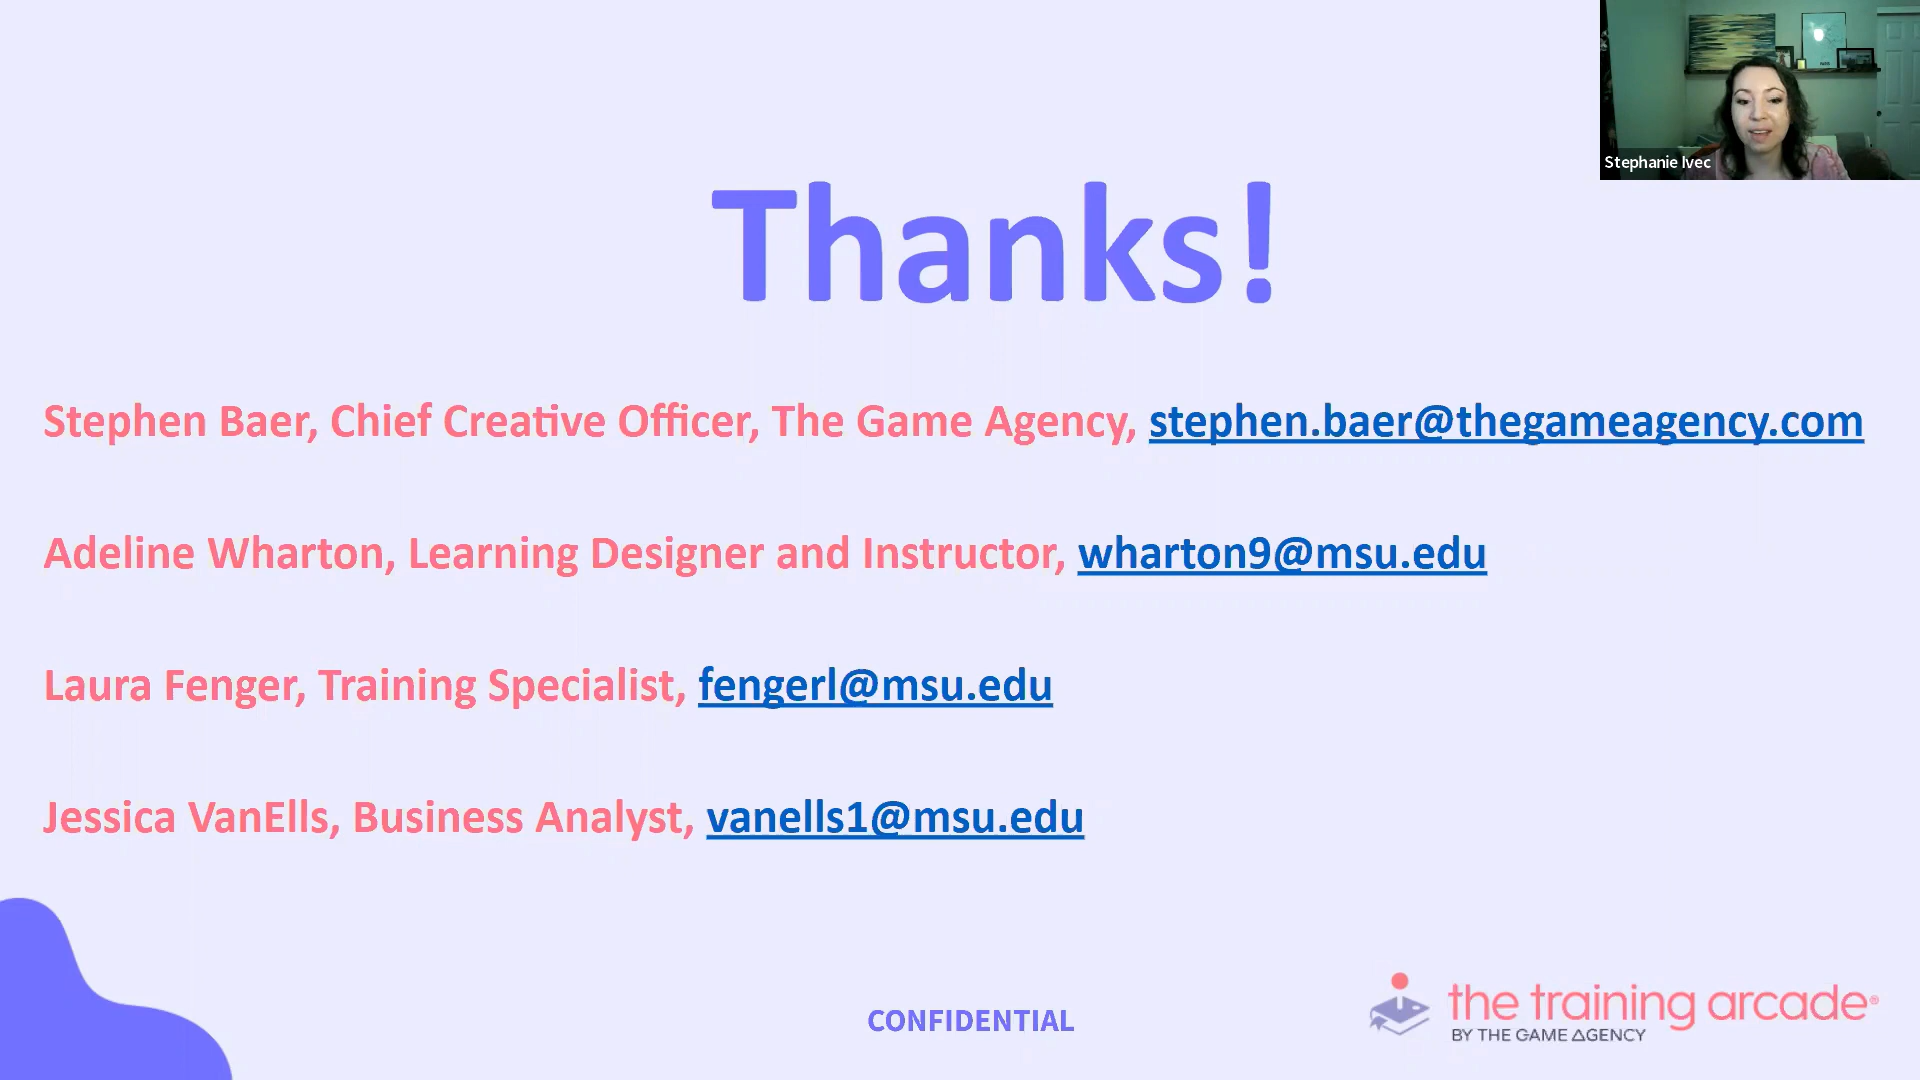 Stephanie Ivec
Thanks!
Stephen Baer, Chief Creative Officer, The Game Agency, stephen.baer@thegameagency.com
Adeline Wharton, Learning Designer and Instructor, wharton9@msu.edu
Laura Fenger, Training Specialist, fengerl@msu.edu
Jessica VanElls, Business Analyst, vanells1@msu.edu
CONFIDENTIAL
the training arcade®
BY THE GAME AGENCY